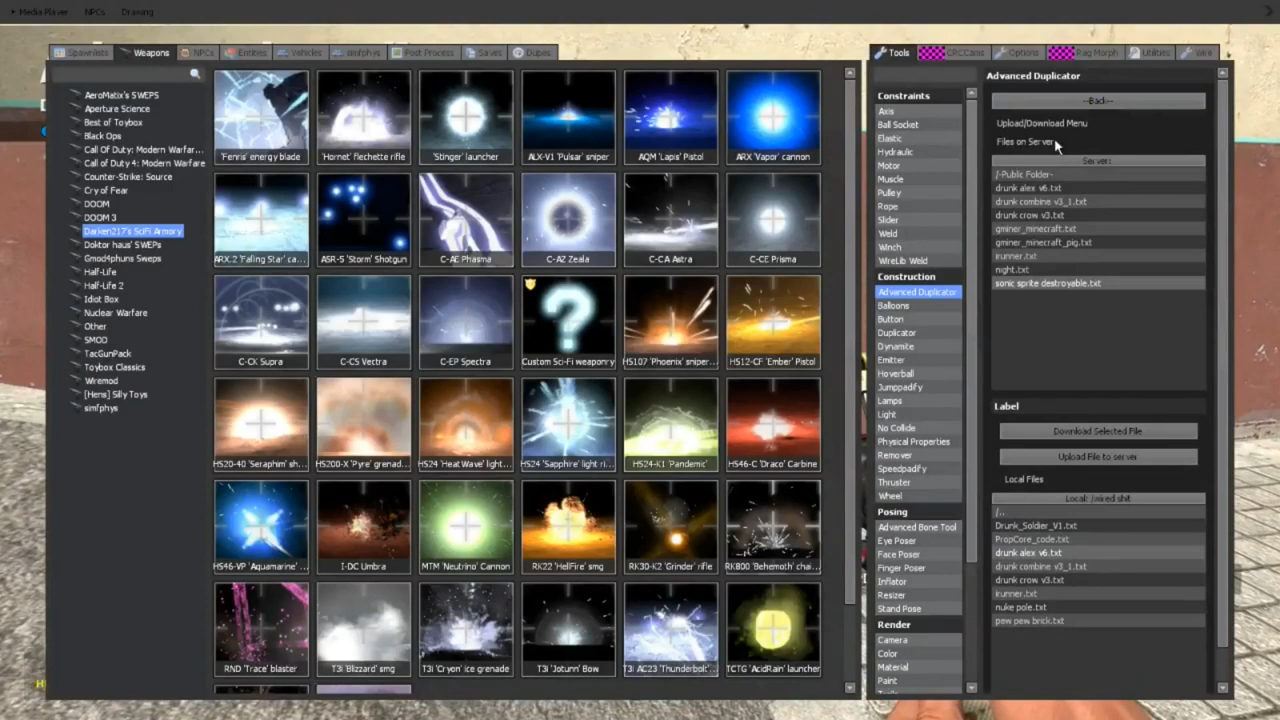 Media Player NPCs Drawing
Spawnlists Weapons NPCs Entities Vehicles simfphys Post Process Saves Dupes
AeroMatix's SWEPS
Aperture Science
Best of Toybox
Black Ops
Call Of Duty: Modern Warfar...
Call of Duty 4: Modern Warfare
Counter-Strike: Source
Cry of Fear
DOOM
DOOM 3
Darken217's SciFi Armory
Doktor haus' SWEPs
Gmod4phuns Sweps
Half-Life
Half-Life 2
Idiot Box
Nuclear Warfare
Other
SMOD
TacGunPack
Toybox Classics
Wiremod
[Hens] Silly Toys
simfphys
'Fenris' energy blade 'Hornet' flechette rifle 'Stinger' launcher ALX-V1 'Pulsar' sniper AQM 'Lapis' Pistol ARX 'Vapor' cannon
ARX.2 'Falling Star' ca... ASR-5 'Storm' Shotgun C-AE Phasma C-AZ Zeala C-CA Astra C-CE Prisma
C-CK Supra C-CS Vectra C-EP Spectra Custom Sci-Fi weaponry HS107 'Phoenix' sniper... HS12-CF 'Ember' Pistol
HS20-40 'Seraphim' sh... HS200-X 'Pyre' grenad... HS24 'HeatWave' light... HS24 'Sapphire' light ri... HS24-K1 'Pandemic' HS46-C 'Draco' Carbine
HS46-VP 'Aquamarine' ... I-DC Umbra MTM 'Neutrino' Cannon RK22 'HellFire' smg RK30-K2 'Grinder' rifle RK800 'Behemoth' chai...
RND 'Trace' blaster T3i 'Blizzard' smg T3i 'Cryon' ice grenade T3i 'Jotunn' Bow T3i AC23 'Thunderbolt'... TCTG 'AcidRain' launcher
Tools CRCCams Options Rag Morph Utilities Wire
Constraints
Axis
Ball Socket
Elastic
Hydraulic
Motor
Muscle
Pulley
Rope
Slider
Weld
Winch
WireLib Weld
Construction
Advanced Duplicator
Balloons
Button
Duplicator
Dynamite
Emitter
Hoverball
Jumppadify
Lamps
Light
No Collide
Physical Properties
Remover
Speedpadify
Thruster
Wheel
Posing
Advanced Bone Tool
Eye Poser
Face Poser
Finger Poser
Inflator
Resizer
Stand Pose
Render
Camera
Color
Material
Paint
Advanced Duplicator
--Back--
Upload/Download Menu
Files on Server
Server:
/-Public Folder-
drunk alex v6.txt
drunk combine v3_1.txt
drunk crow v3.txt
gminer_minecraft.txt
gminer_minecraft_pig.txt
irunner.txt
night.txt
sonic sprite destroyable.txt
Label
Download Selected File
Upload File to server
Local Files
Local: /wired shit
/..
Drunk_Soldier_V1.txt
PropCore_code.txt
drunk alex v6.txt
drunk combine v3_1.txt
drunk crow v3.txt
irunner.txt
nuke pole.txt
pew pew brick.txt